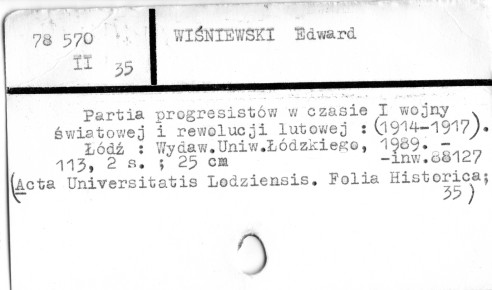 78 570
II 35
WIŚNIEWSKI Edward
Partia progresistów w czasie I wojny
światowej i rewolucji lutowej : (1914-1917).
Łódź : Wydaw.Uniw.Łódzkiego, 1989. -
113, 2 s. ; 25 cm -inw.88127
(Acta Universitatis Lodziensis. Folia Historica;
35)